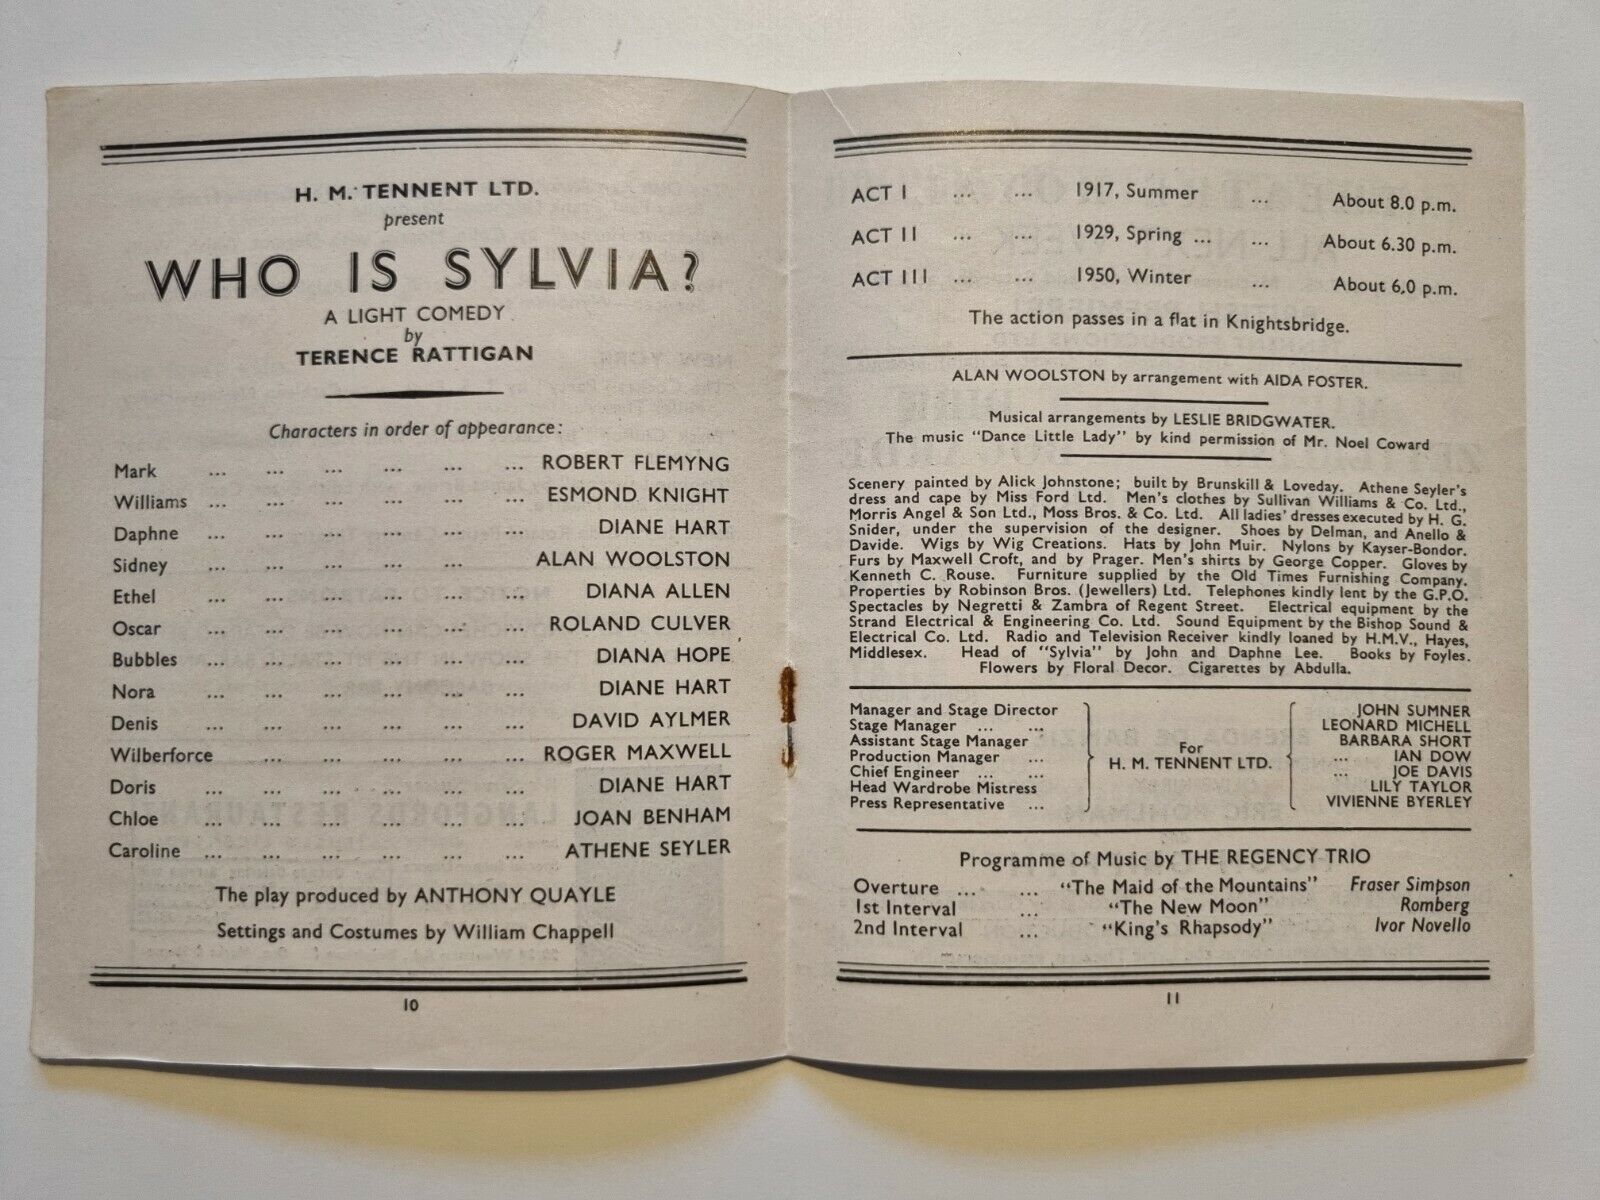 H. M. TENNENT LTD.
present
WHO IS SYLVIA?
A LIGHT COMEDY
by
TERENCE RATTIGAN
Characters in order of appearance:
Mark ... ... ... ... ... ... ROBERT FLEMYNG
Williams ... ... ... ... ... ... ESMOND KNIGHT
Daphne ... ... ... ... ... ... DIANE HART
Sidney ... ... ... ... ... ALAN WOOLSTON
Ethel ... ... ... ... ... ... DIANA ALLEN
Oscar ... ... ... ... ... ... ROLAND CULVER
Bubbles ... ... ... ... ... ... DIANA HOPE
Nora ... ... ... ... ... ... DIANE HART
Denis ... ... ... ... ... ... DAVID AYLMER
Wilberforce ... ... ... ... ... ROGER MAXWELL
Doris ... ... ... ... ... ... DIANE HART
Chloe ... ... ... ... ... ... JOAN BENHAM
Caroline ... ... ... ... ... ... ATHENE SEYLER
The play produced by ANTHONY QUAYLE
Settings and Costumes by William Chappell
10
ACT I ... ... 1917, Summer ... About 8.0 p.m.
ACT II ... ... 1929, Spring ... ... About 6.30 p.m.
ACT III ... ... 1950, Winter ... About 6.0 p.m.
The action passes in a flat in Knightsbridge.
ALAN WOOLSTON by arrangement with AIDA FOSTER.
Musical arrangements by LESLIE BRIDGWATER.
The music "Dance Little Lady" by kind permission of Mr. Noel Coward
Scenery painted by Alick Johnstone; built by Brunskill & Loveday. Athene Seyler's
dress and cape by Miss Ford Ltd. Men's clothes by Sullivan Williams & Co. Ltd.,
Morris Angel & Son Ltd., Moss Bros. & Co. Ltd. All ladies' dresses executed by H. G.
Snider, under the supervision of the designer. Shoes by Delman, and Anello &
Davide. Wigs by Wig Creations. Hats by John Muir. Nylons by Kayser-Bondor.
Furs by Maxwell Croft, and by Prager. Men's shirts by George Copper. Gloves by
Kenneth C. Rouse. Furniture supplied by the Old Times Furnishing Company.
Properties by Robinson Bros. (Jewellers) Ltd. Telephones kindly lent by the G.P.O.
Spectacles by Negretti & Zambra of Regent Street. Electrical equipment by the
Strand Electrical & Engineering Co. Ltd. Sound Equipment by the Bishop Sound &
Electrical Co. Ltd. Radio and Television Receiver kindly loaned by H.M.V., Hayes,
Middlesex. Head of "Sylvia" by John and Daphne Lee. Books by Foyles.
Flowers by Floral Decor. Cigarettes by Abdulla.
Manager and Stage Director JOHN SUMNER
Stage Manager ... ... LEONARD MICHELL
Assistant Stage Manager BARBARA SHORT
Production Manager ... For ... IAN DOW
Chief Engineer ... ... H. M. TENNENT LTD. ... JOE DAVIS
Head Wardrobe Mistress LILY TAYLOR
Press Representative ... VIVIENNE BYERLEY
Programme of Music by THE REGENCY TRIO
Overture ... ... "The Maid of the Mountains" Fraser Simpson
1st Interval ... "The New Moon" Romberg
2nd Interval ... "King's Rhapsody" Ivor Novello
11